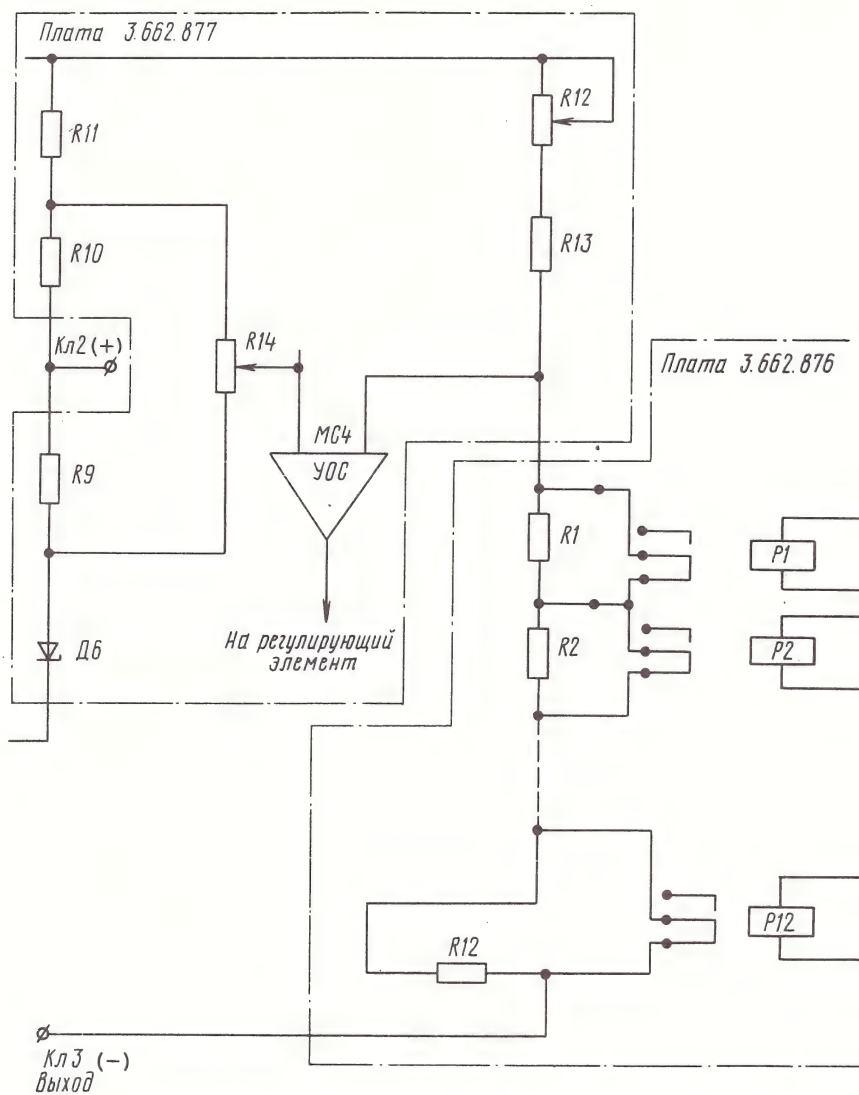 Плата 3.662.877
R12
R11
R10
R13
Кл2 (+)
R14
Плата 3.662.876
МС4
УОС
R9
R1
P1
На регулирующий
элемент
Д6
R2
P2
R12
P12
Кл3 (−)
Выход